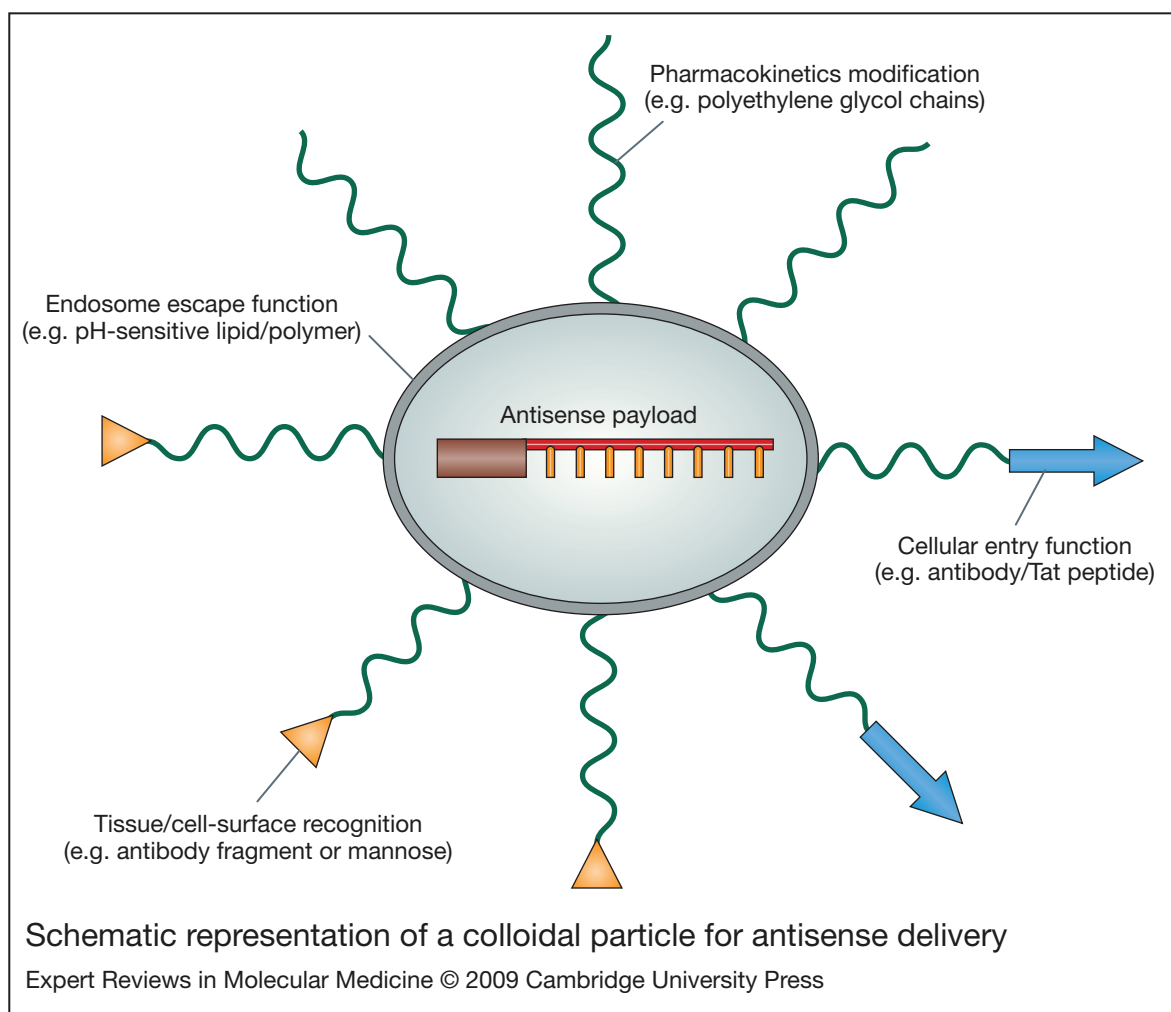 Pharmacokinetics modification
(e.g. polyethylene glycol chains)
Endosome escape function
(e.g. pH-sensitive lipid/polymer)
Antisense payload
Cellular entry function
(e.g. antibody/Tat peptide)
Tissue/cell-surface recognition
(e.g. antibody fragment or mannose)
Schematic representation of a colloidal particle for antisense delivery
Expert Reviews in Molecular Medicine © 2009 Cambridge University Press